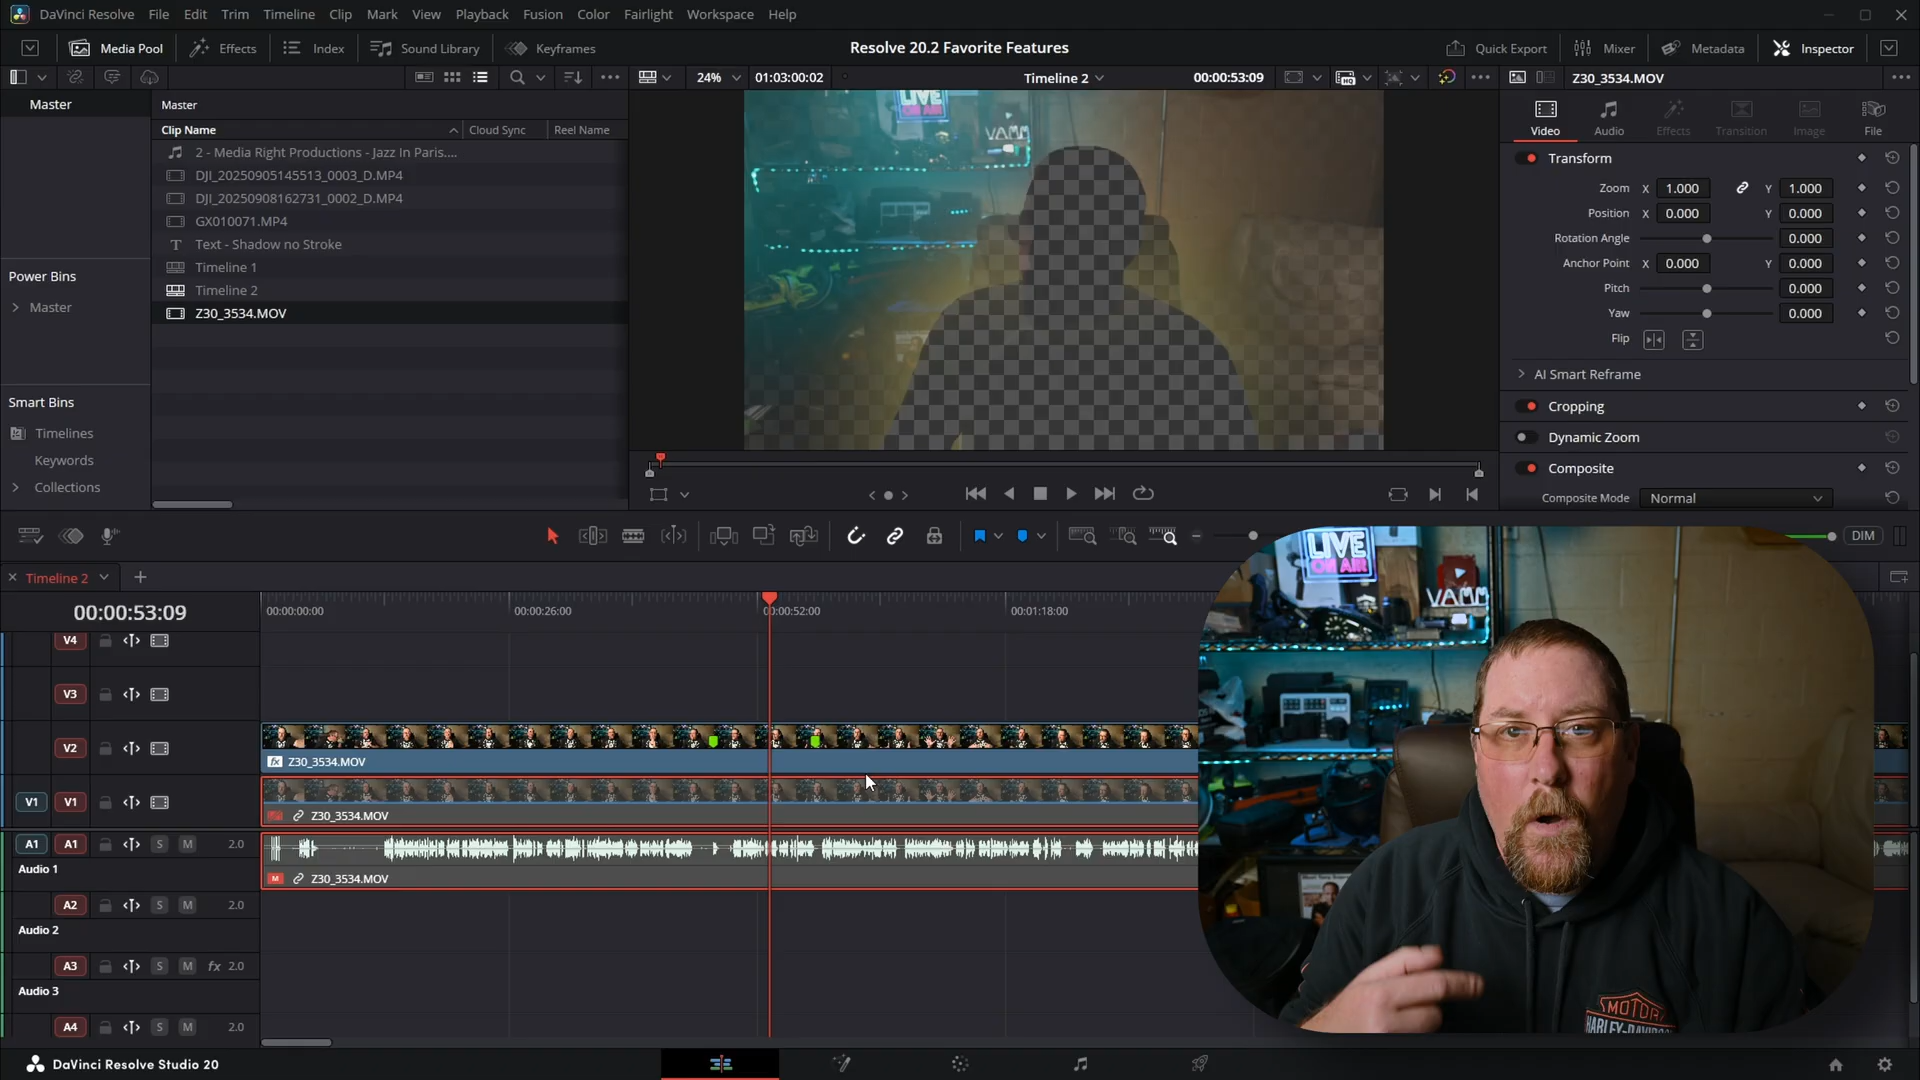 DaVinci Resolve File Edit Trim Timeline Clip Mark View Playback Fusion Color Fairlight Workspace Help
Media Pool Effects Index Sound Library Keyframes Resolve 20.2 Favorite Features Quick Export Mixer Metadata Inspector
24% 01:03:00:02 Timeline 2 00:00:53:09 Z30_3534.MOV
Master
Master
Clip Name Cloud Sync Reel Name
2 - Media Right Productions - Jazz In Paris....
DJI_20250905145513_0003_D.MP4
DJI_20250908162731_0002_D.MP4
GX010071.MP4
Text - Shadow no Stroke
Timeline 1
Timeline 2
Z30_3534.MOV
Power Bins
Master
Smart Bins
Timelines
Keywords
Collections
LIVE
ON AIR
VAMM
Video Audio Effects Transition Image File
Transform
Zoom X 1.000 Y 1.000
Position X 0.000 Y 0.000
Rotation Angle 0.000
Anchor Point X 0.000 Y 0.000
Pitch 0.000
Yaw 0.000
Flip
AI Smart Reframe
Cropping
Dynamic Zoom
Composite
Composite Mode Normal
DIM
Timeline 2
00:00:53:09
00:00:00:00 00:00:26:00 00:00:52:00 00:01:18:00
V4
V3
V2
fx Z30_3534.MOV
V1 V1
Z30_3534.MOV
A1 A1 S M 2.0
Audio 1
M Z30_3534.MOV
A2 S M 2.0
Audio 2
A3 S M fx 2.0
Audio 3
A4 S M 2.0
LIVE
ON AIR
VAMM
MOTOR
HARLEY-DAVIDSON
DaVinci Resolve Studio 20